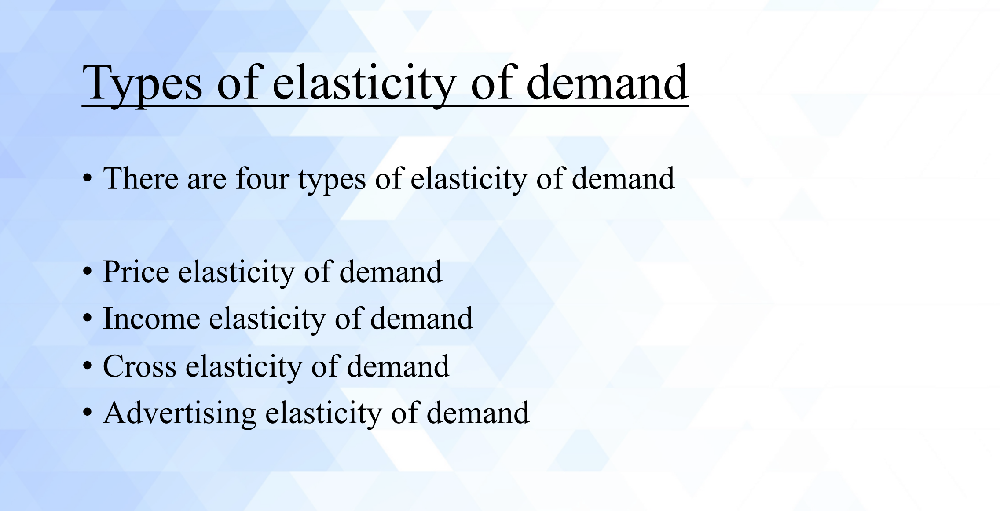 Types of elasticity of demand
• There are four types of elasticity of demand
• Price elasticity of demand
• Income elasticity of demand
• Cross elasticity of demand
• Advertising elasticity of demand